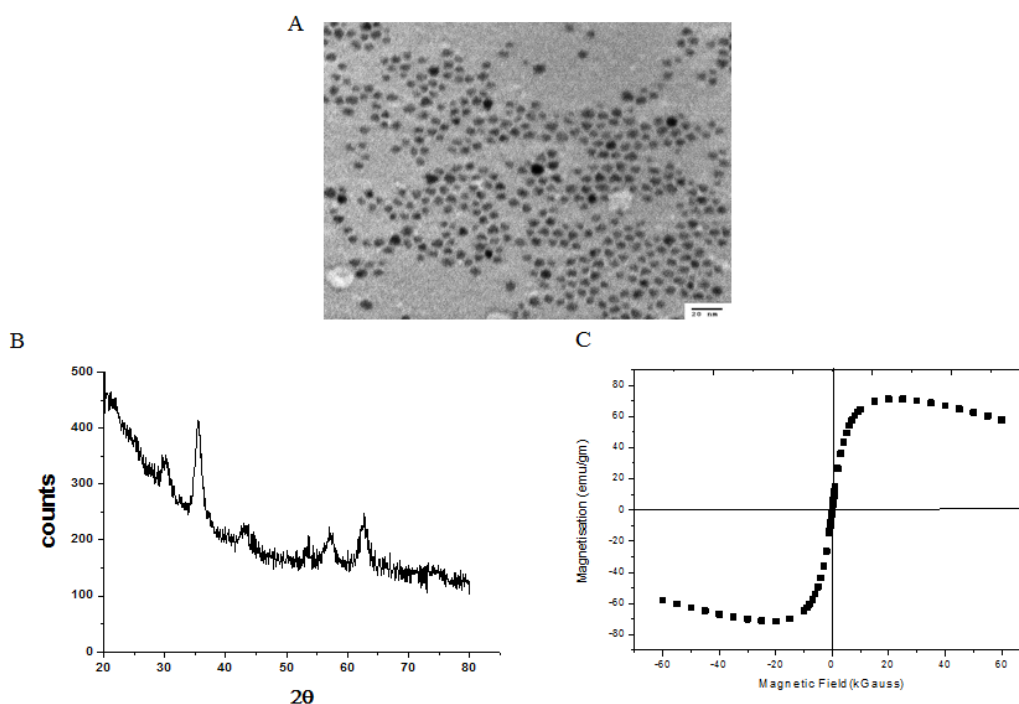 A
20 nm
B
500
400
300
200
100
0
counts
20 30 40 50 60 70 80
2θ
C
80
60
40
20
0
-20
-40
-60
-80
Magnetisation (emu/gm)
-60 -40 -20 0 20 40 60
Magnetic Field (kGauss)